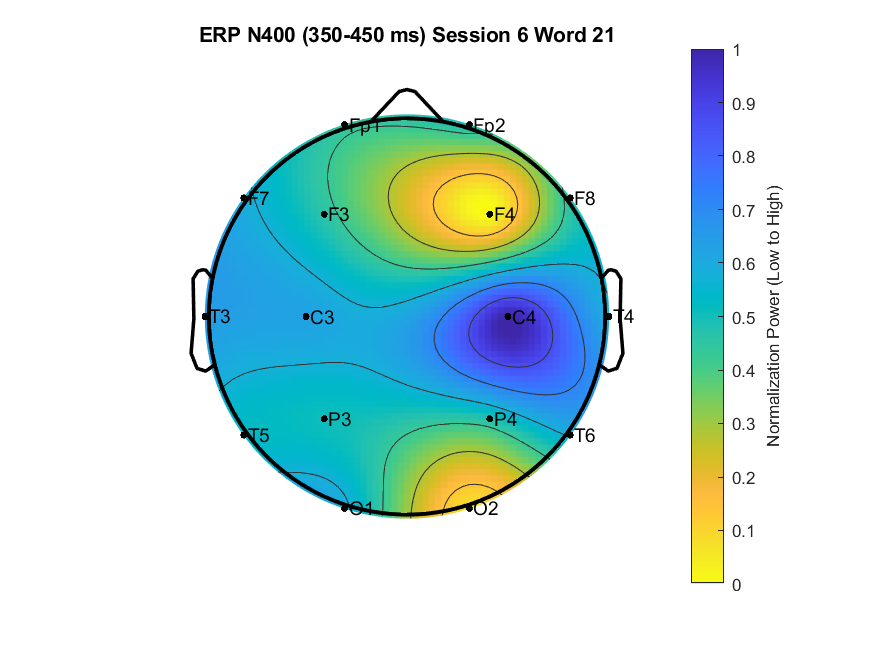 ERP N400 (350-450 ms) Session 6 Word 21
Fp1 Fp2
F7 F8
F3 F4
T3 C3 C4 T4
P3 P4
T5 T6
O1 O2
1
0.9
0.8
0.7
0.6
0.5
0.4
0.3
0.2
0.1
0
Normalization Power (Low to High)